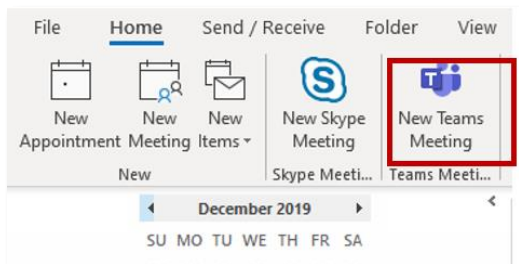 File Home Send / Receive Folder View
New Appointment New Meeting New Items New Skype Meeting New Teams Meeting
New Skype Meeti... Teams Meeti...
December 2019
SU MO TU WE TH FR SA